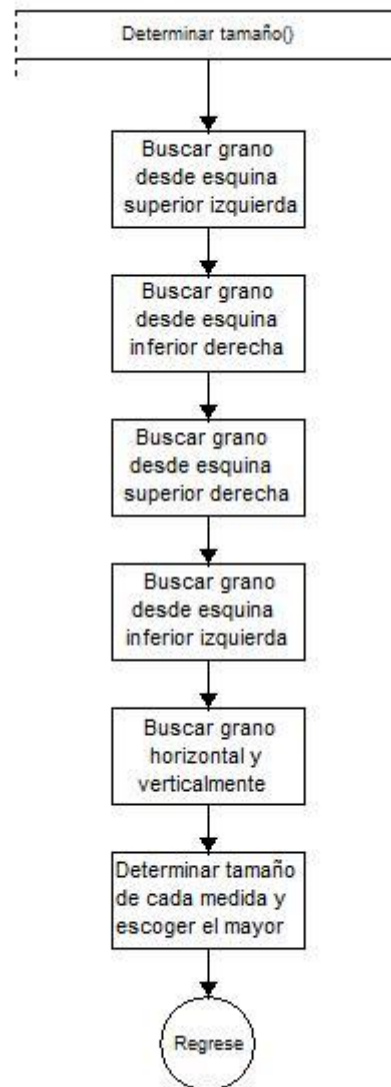 Determinar tamaño()
Buscar grano
desde esquina
superior izquierda
Buscar grano
desde esquina
inferior derecha
Buscar grano
desde esquina
superior derecha
Buscar grano
desde esquina
inferior izquierda
Buscar grano
horizontal y
verticalmente
Determinar tamaño
de cada medida y
escoger el mayor
Regrese